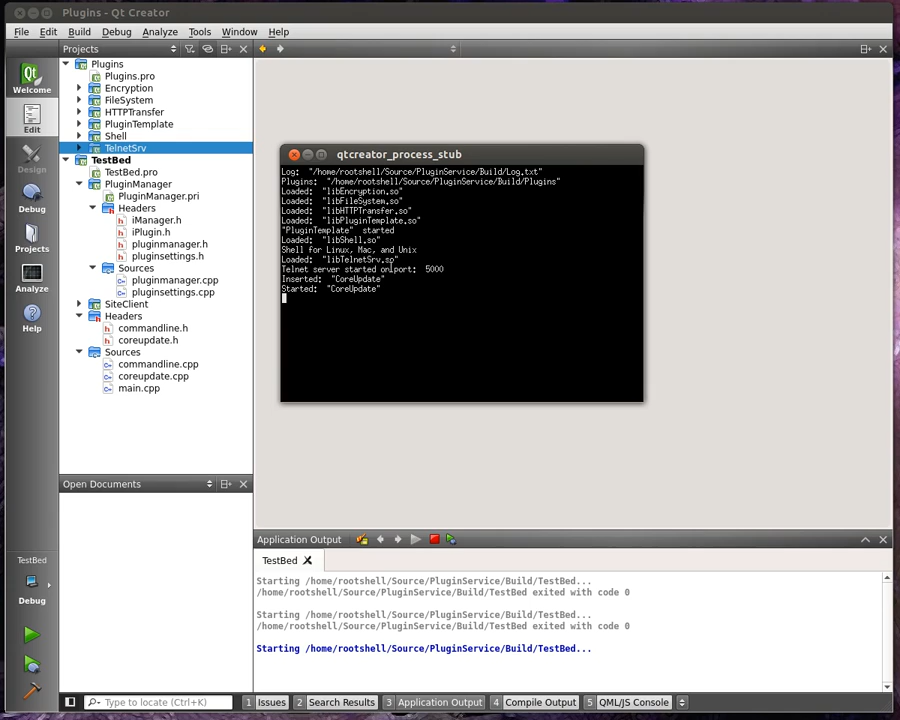 Plugins - Qt Creator
File Edit Build Debug Analyze Tools Window Help
Projects
Welcome
Edit
Design
Debug
Projects
Analyze
Help
Plugins
Plugins.pro
Encryption
FileSystem
HTTPTransfer
PluginTemplate
Shell
TelnetSrv
TestBed
TestBed.pro
PluginManager
PluginManager.pri
Headers
iManager.h
iPlugin.h
pluginmanager.h
pluginsettings.h
Sources
pluginmanager.cpp
pluginsettings.cpp
SiteClient
Headers
commandline.h
coreupdate.h
Sources
commandline.cpp
coreupdate.cpp
main.cpp
Open Documents
qtcreator_process_stub
Log: "/home/rootshell/Source/PluginService/Build/Log.txt"
Plugins: "/home/rootshell/Source/PluginService/Build/Plugins"
Loaded: "libEncryption.so"
Loaded: "libFileSystem.so"
Loaded: "libHTTPTransfer.so"
Loaded: "libPluginTemplate.so"
"PluginTemplate" started
Loaded: "libShell.so"
Shell for Linux, Mac, and Unix
Loaded: "libTelnetSrv.so"
Telnet server started on port: 5000
Inserted: "CoreUpdate"
Started: "CoreUpdate"
Application Output
TestBed
Starting /home/rootshell/Source/PluginService/Build/TestBed...
/home/rootshell/Source/PluginService/Build/TestBed exited with code 0
Starting /home/rootshell/Source/PluginService/Build/TestBed...
/home/rootshell/Source/PluginService/Build/TestBed exited with code 0
Starting /home/rootshell/Source/PluginService/Build/TestBed...
TestBed
Debug
Type to locate (Ctrl+K) 1 Issues 2 Search Results 3 Application Output 4 Compile Output 5 QML/JS Console